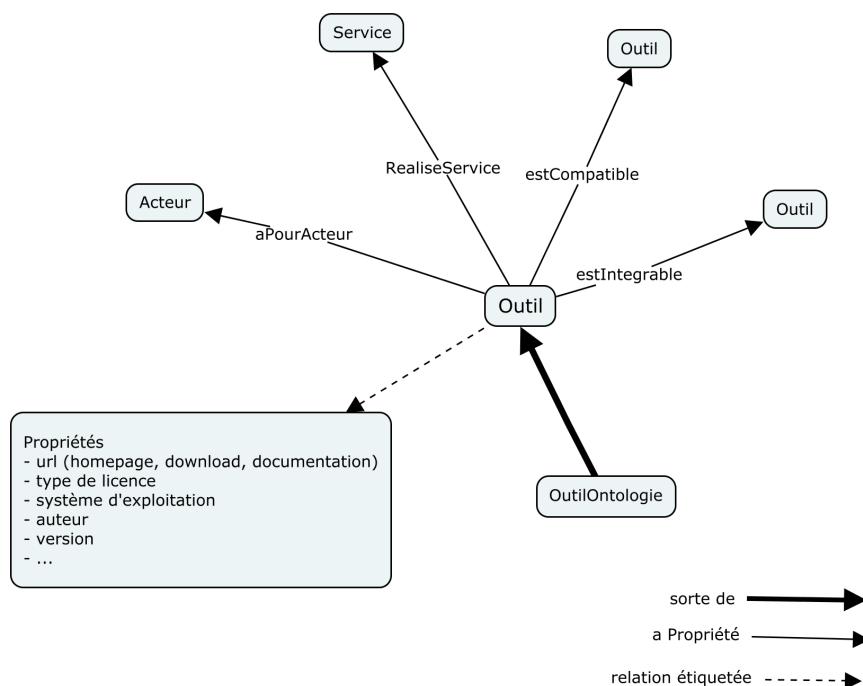 Service
Outil
RealiseService
estCompatible
Acteur
Outil
aPourActeur
estIntegrable
Outil
Propriétés
- url (homepage, download, documentation)
- type de licence
- système d'exploitation
- auteur
- version
- ...
OutilOntologie
sorte de
a Propriété
relation étiquetée